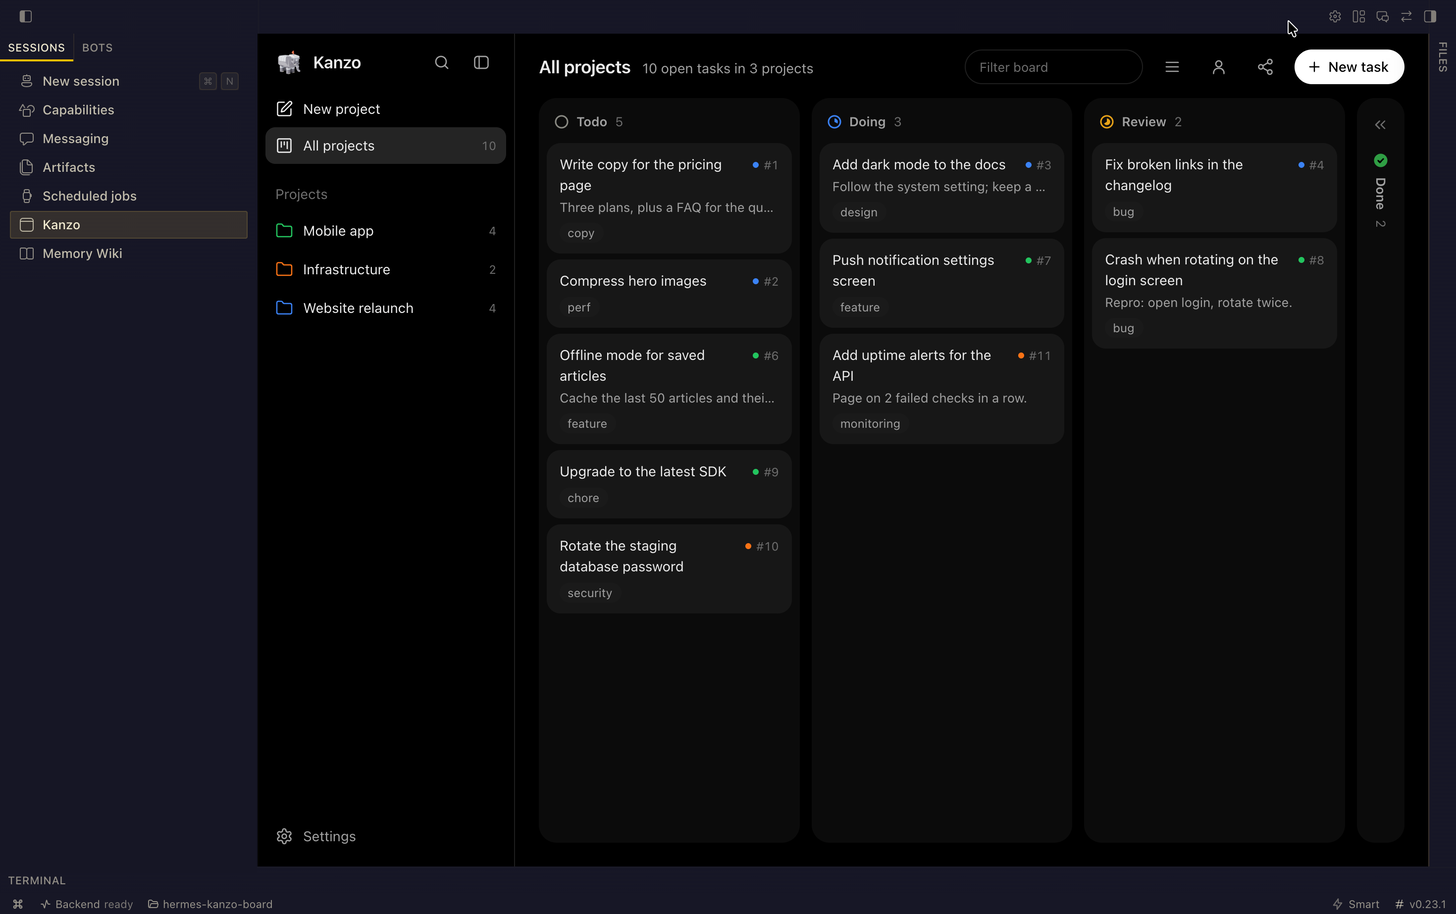 SESSIONS
BOTS
New session
⌘ N
Capabilities
Messaging
Artifacts
Scheduled jobs
Kanzo
Memory Wiki
Kanzo
New project
All projects 10
Projects
Mobile app 4
Infrastructure 2
Website relaunch 4
Settings
All projects 10 open tasks in 3 projects
Filter board
New task
Todo 5
Write copy for the pricing #1
page
Three plans, plus a FAQ for the qu...
copy
Compress hero images #2
perf
Offline mode for saved #6
articles
Cache the last 50 articles and thei...
feature
Upgrade to the latest SDK #9
chore
Rotate the staging #10
database password
security
Doing 3
Add dark mode to the docs #3
Follow the system setting; keep a ...
design
Push notification settings #7
screen
feature
Add uptime alerts for the #11
API
Page on 2 failed checks in a row.
monitoring
Review 2
Fix broken links in the #4
changelog
bug
Crash when rotating on the #8
login screen
Repro: open login, rotate twice.
bug
Done 2
FILES
TERMINAL
Backend ready
hermes-kanzo-board
Smart
# v0.23.1